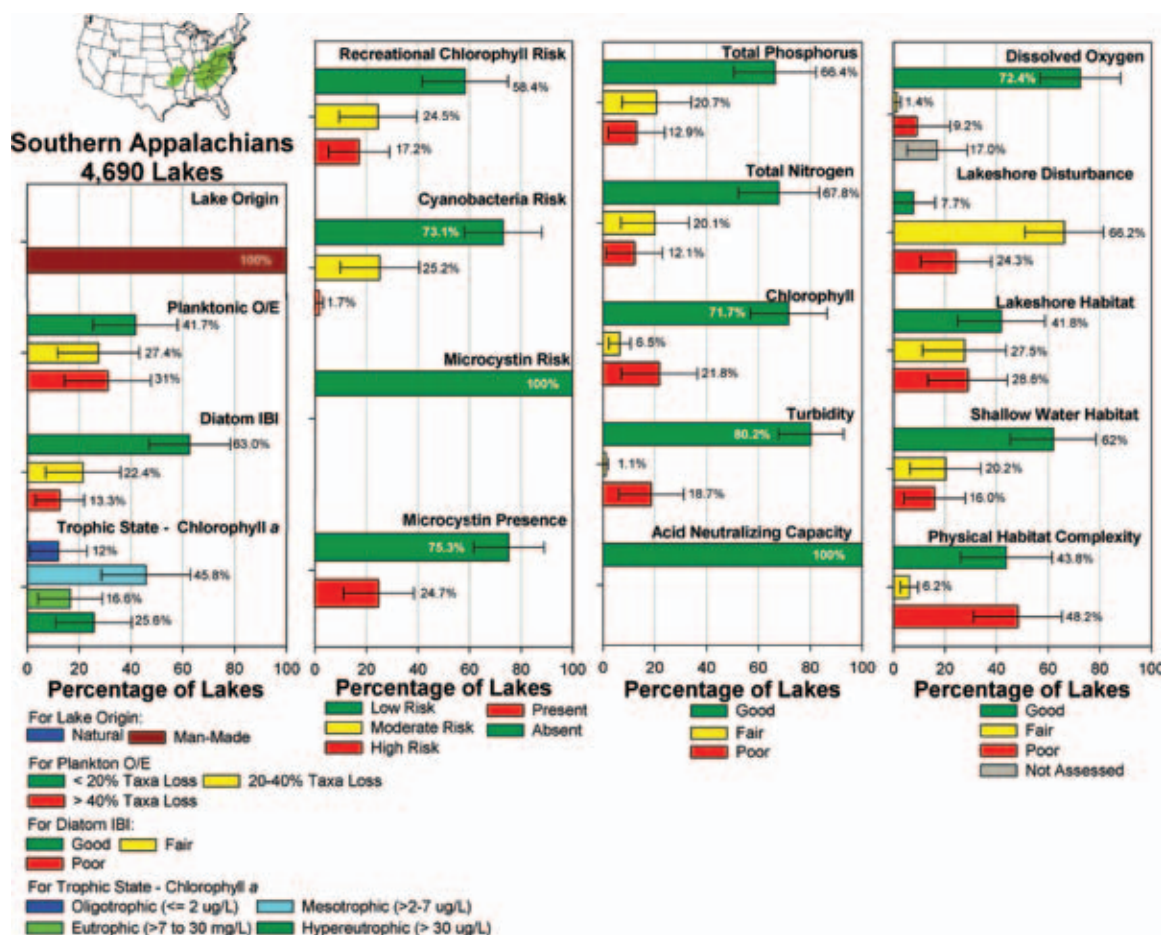 Southern Appalachians
4,690 Lakes
Lake Origin
100%
Planktonic O/E
41.7%
27.4%
31%
Diatom IBI
63.0%
22.4%
13.3%
Trophic State - Chlorophyll a
12%
45.8%
16.6%
25.6%
0 20 40 60 80 100
Percentage of Lakes
For Lake Origin:
Natural Man-Made
For Plankton O/E
< 20% Taxa Loss 20-40% Taxa Loss
> 40% Taxa Loss
For Diatom IBI:
Good Fair
Poor
For Trophic State - Chlorophyll a
Oligotrophic (<= 2 ug/L) Mesotrophic (>2-7 ug/L)
Eutrophic (>7 to 30 mg/L) Hypereutrophic (> 30 ug/L)
Recreational Chlorophyll Risk
58.4%
24.5%
17.2%
Cyanobacteria Risk
73.1%
25.2%
1.7%
Microcystin Risk
100%
Microcystin Presence
75.3%
24.7%
0 20 40 60 80 100
Percentage of Lakes
Low Risk Present
Moderate Risk Absent
High Risk
Total Phosphorus
66.4%
20.7%
12.9%
Total Nitrogen
67.8%
20.1%
12.1%
Chlorophyll
71.7%
6.5%
21.8%
Turbidity
80.2%
1.1%
18.7%
Acid Neutralizing Capacity
100%
0 20 40 60 80 100
Percentage of Lakes
Good
Fair
Poor
Dissolved Oxygen
72.4%
1.4%
9.2%
17.0%
Lakeshore Disturbance
7.7%
66.2%
24.3%
Lakeshore Habitat
41.8%
27.5%
28.6%
Shallow Water Habitat
62%
20.2%
16.0%
Physical Habitat Complexity
43.8%
6.2%
48.2%
0 20 40 60 80 100
Percentage of Lakes
Good
Fair
Poor
Not Assessed